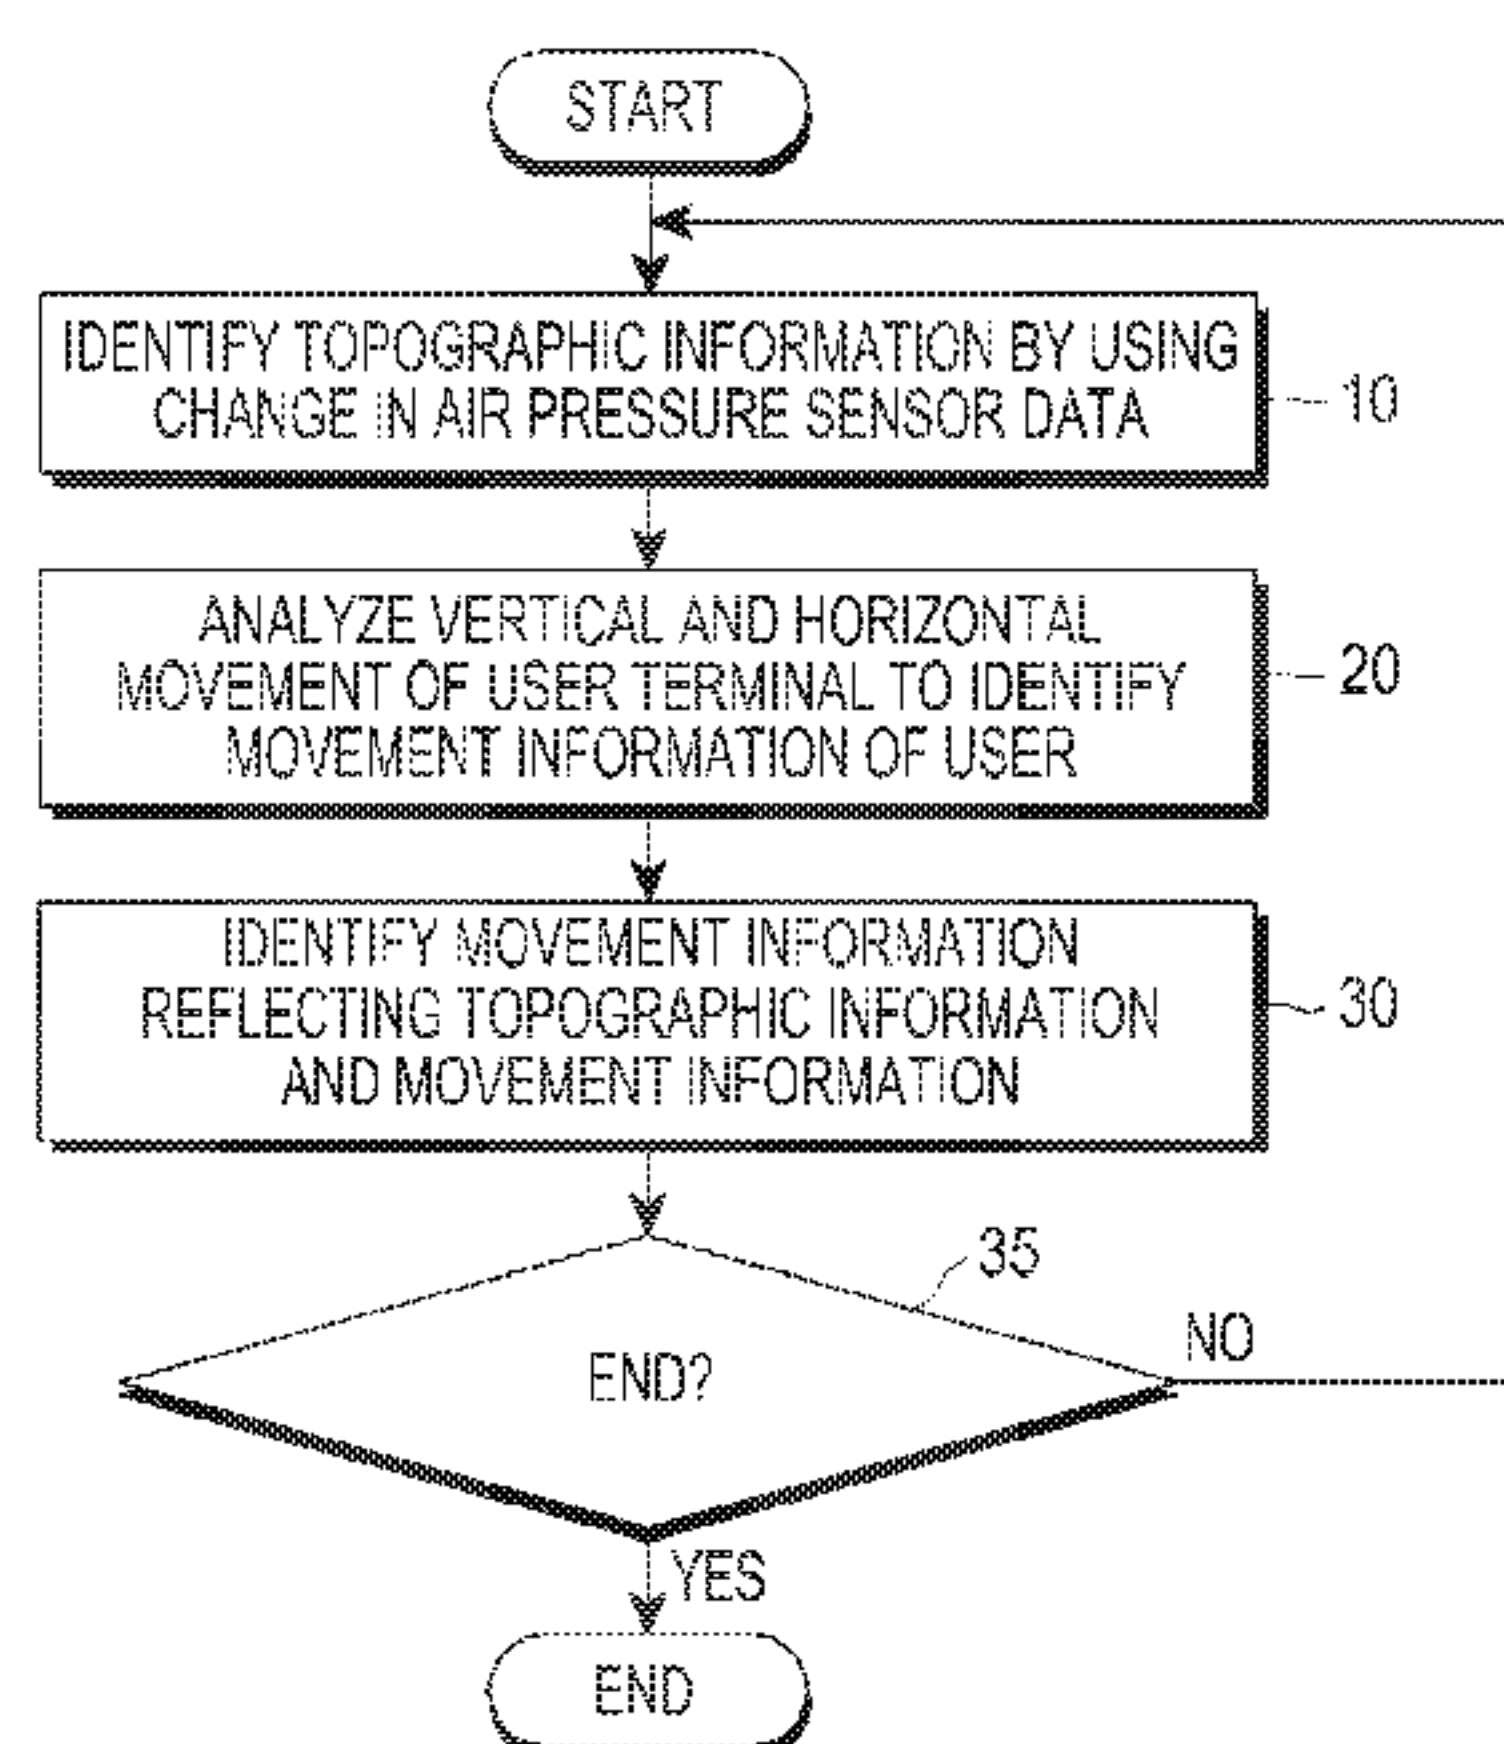 START
IDENTIFY TOPOGRAPHIC INFORMATION BY USING
CHANGE IN AIR PRESSURE SENSOR DATA
10
ANALYZE VERTICAL AND HORIZONTAL
MOVEMENT OF USER TERMINAL TO IDENTIFY
MOVEMENT INFORMATION OF USER
20
IDENTIFY MOVEMENT INFORMATION
REFLECTING TOPOGRAPHIC INFORMATION
AND MOVEMENT INFORMATION
30
35
NO
END?
YES
END